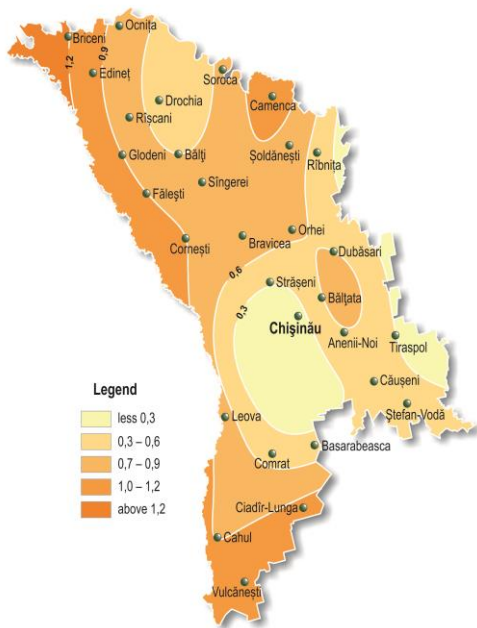 Ocnița
Briceni
1,2
0,9
Edineț
Soroca
Drochia
Camenca
Rîșcani
Șoldănești
Glodeni
Bălți
Rîbnița
Sîngerei
Fălești
Orhei
Cornești
Bravicea
Dubăsari
0,6
Strășeni
0,3
Bălțata
Chişinău
Anenii-Noi
Tiraspol
Legend
less 0,3
0,3 – 0,6
0,7 – 0,9
1,0 – 1,2
above 1,2
Căușeni
Ștefan-Vodă
Leova
Basarabeasca
Comrat
Ciadîr-Lunga
Cahul
Vulcănești